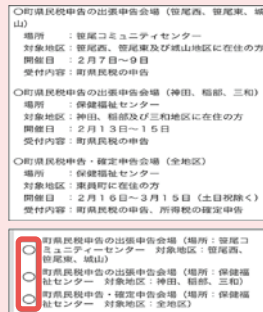 〇町県民税申告の出張申告会場（笹尾西、笹尾東、城
山）
場所　：笹尾コミュニティセンター
対象地区：笹尾西、笹尾東及び城山地区に在住の方
開催日　：２月７日～９日
受付内容：町県民税の申告
〇町県民税申告の出張申告会場（神田、稲部、三和）
場所　：保健福祉センター
対象地区：神田、稲部及び三和地区に在住の方
開催日　：２月１３日～１５日
受付内容：町県民税の申告
〇町県民税申告・確定申告会場（全地区）
場所　：保健福祉センター
対象地区：東員町に在住の方
開催日　：２月１６日～３月１５日（土日祝除く）
受付内容：町県民税の申告、所得税の確定申告
町県民税申告の出張申告会場（場所：笹尾コ
ミュニティーセンター　対象地区：笹尾西、
笹尾東、城山）
町県民税申告の出張申告会場（場所：保健福
祉センター　対象地区：神田、稲部、三和）
町県民税申告・確定申告会場（場所：保健福
祉センター　対象地区：全地区）